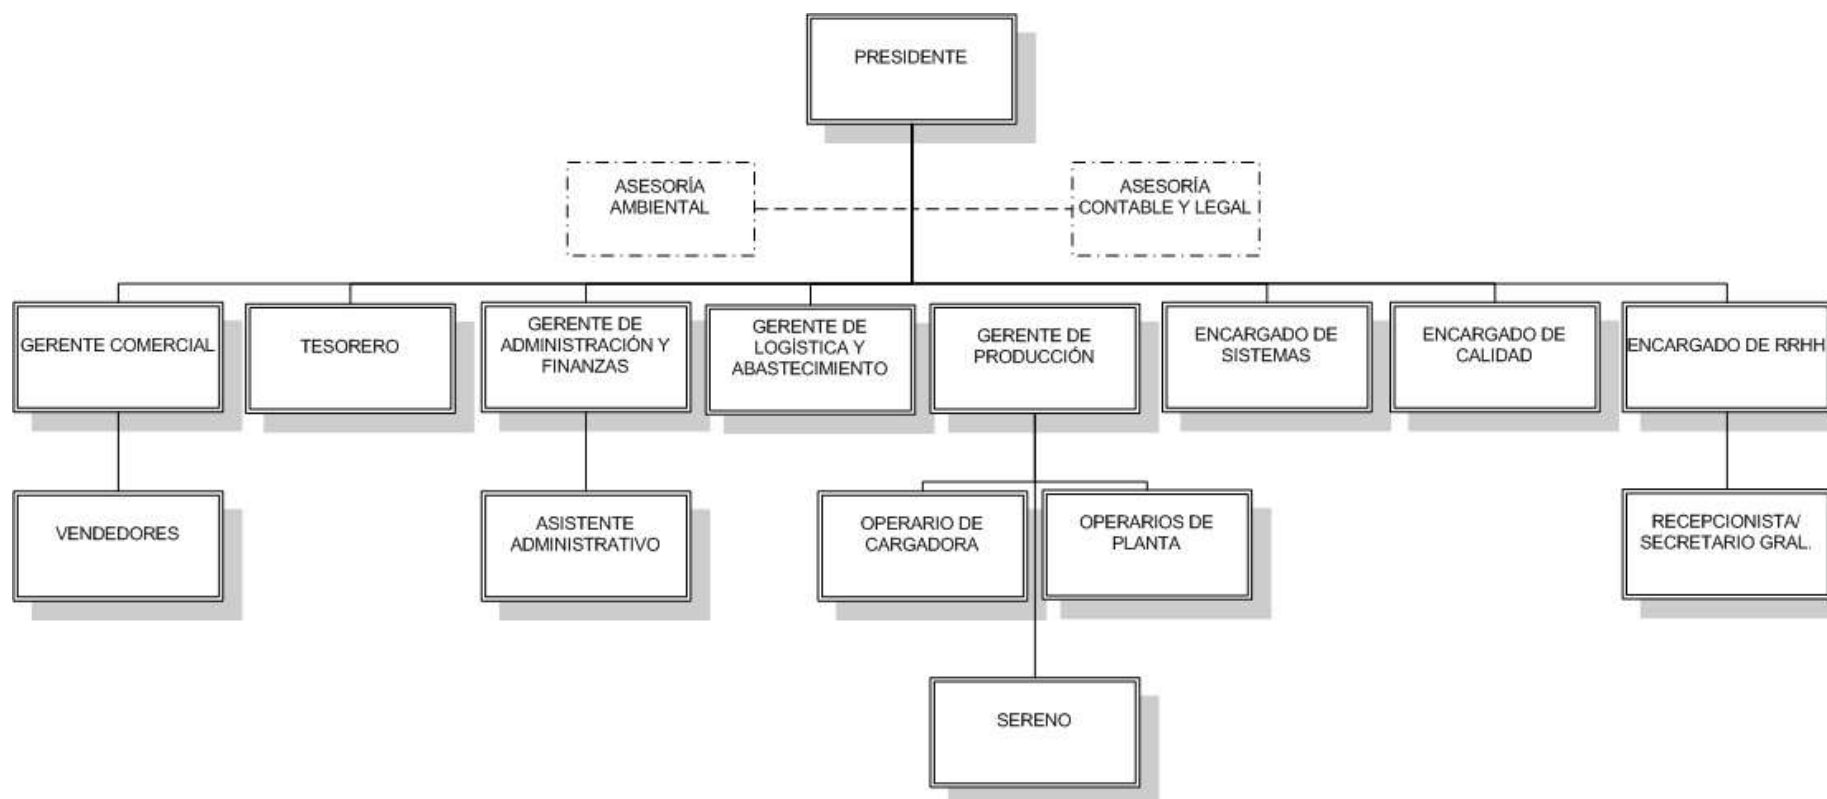 PRESIDENTE
ASESORÍA
AMBIENTAL
ASESORÍA
CONTABLE Y LEGAL
GERENTE COMERCIAL
TESORERO
GERENTE DE
ADMINISTRACIÓN Y
FINANZAS
GERENTE DE
LOGÍSTICA Y
ABASTECIMIENTO
GERENTE DE
PRODUCCIÓN
ENCARGADO DE
SISTEMAS
ENCARGADO DE
CALIDAD
ENCARGADO DE RRHH
VENDEDORES
ASISTENTE
ADMINISTRATIVO
OPERARIO DE
CARGADORA
OPERARIOS DE
PLANTA
RECEPCIONISTA/
SECRETARIO GRAL.
SERENO